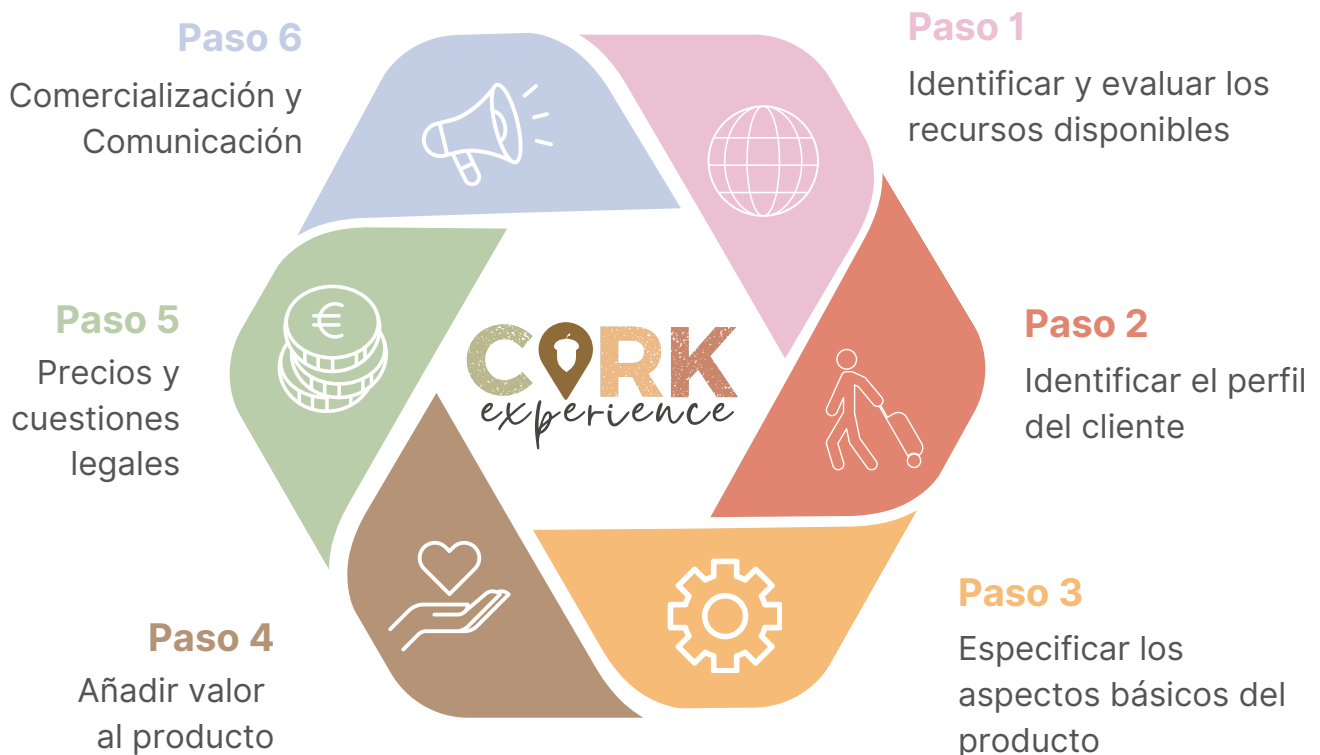 Paso 1
Identificar y evaluar los
recursos disponibles
Paso 2
Identificar el perfil
del cliente
Paso 3
Especificar los
aspectos básicos del
producto
Paso 4
Añadir valor
al producto
Paso 5
Precios y
cuestiones
legales
Paso 6
Comercialización y
Comunicación
CORK
experience
€